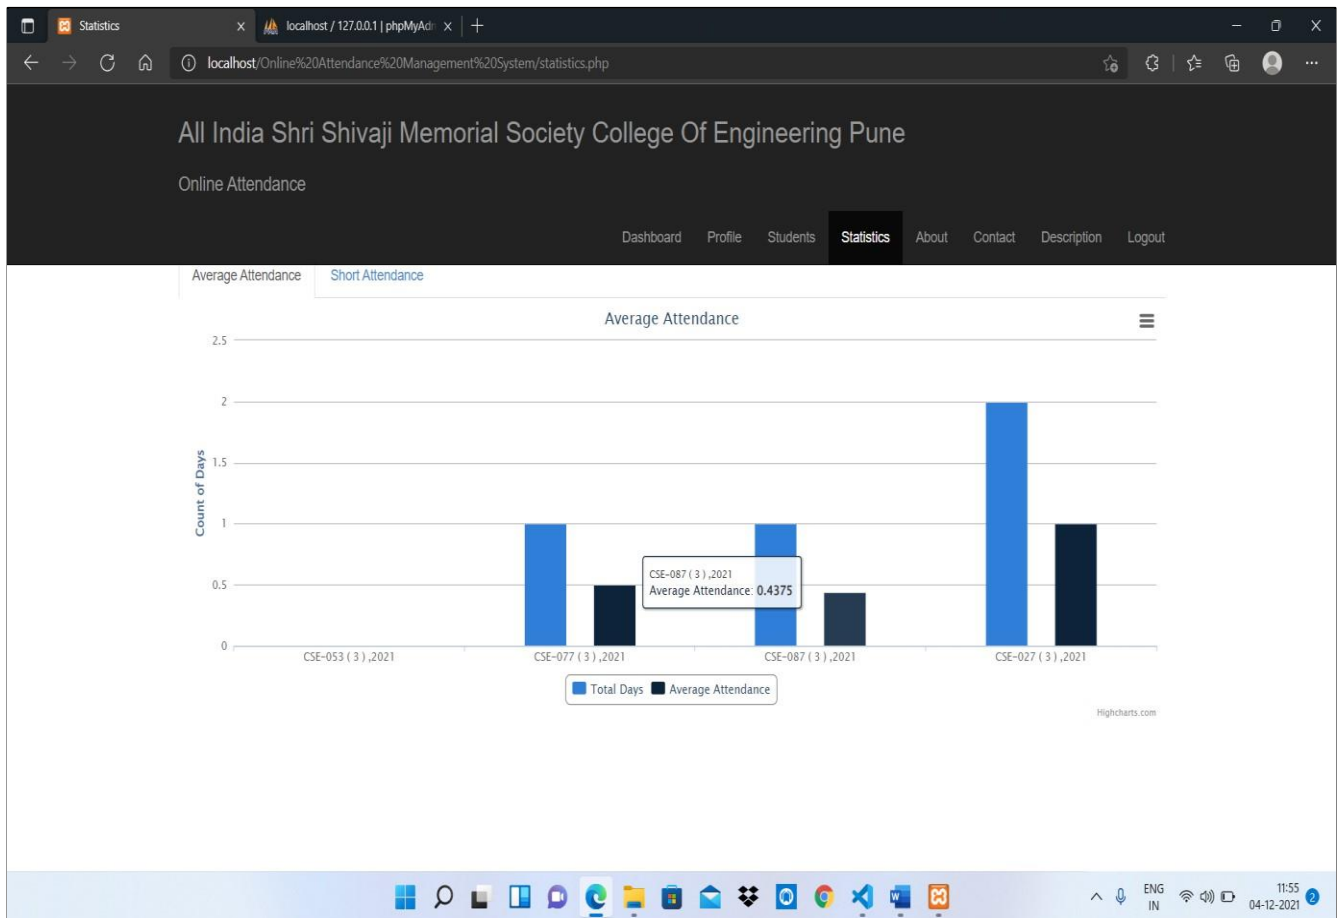 Statistics
localhost / 127.0.0.1 | phpMyAdr
localhost/Online%20Attendance%20Management%20System/statistics.php
All India Shri Shivaji Memorial Society College Of Engineering Pune
Online Attendance
Dashboard Profile Students Statistics About Contact Description Logout
Average Attendance Short Attendance
Average Attendance
2.5
2
1.5
1
0.5
0
Count of Days
CSE-087 ( 3 ) ,2021
Average Attendance: 0.4375
CSE-053 ( 3 ) ,2021 CSE-077 ( 3 ) ,2021 CSE-087 ( 3 ) ,2021 CSE-027 ( 3 ) ,2021
Total Days Average Attendance
Highcharts.com
ENG
IN
11:55
04-12-2021
2